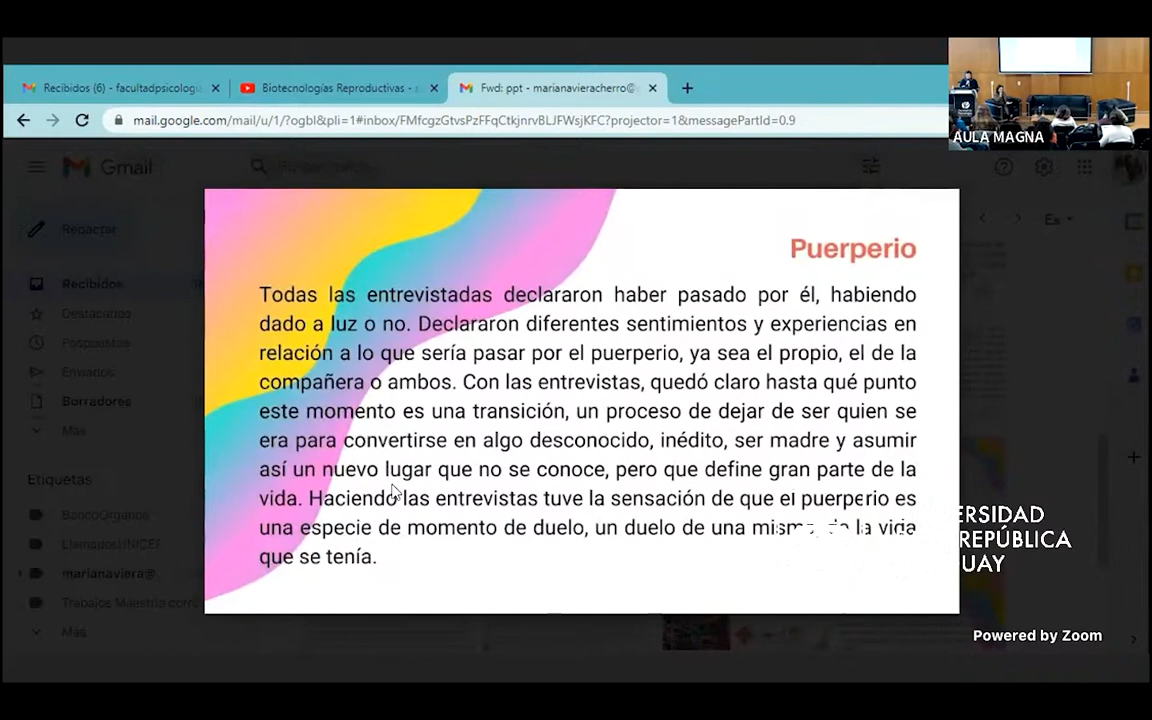 Recibidos (6) - facultadpsicologi
Biotecnologías Reproductivas -
Fwd: ppt - marianavieracherro@
mail.google.com/mail/u/1/?ogbl&pli=1#inbox/FMfcgzGtvsPzFFqCtkjnrvBLJFWsjKFC?projector=1&messagePartId=0.9
AULA MAGNA
Gmail
Redactar
Es
Recibidos
Destacados
Pospuestos
Enviados
Borradores
Más
Etiquetas
BancoOrganos
LlamadosUNICEF
marianaviera@
Trabajos Maestría
Más
Puerperio
Todas las entrevistadas declararon haber pasado por él, habiendo
dado a luz o no. Declararon diferentes sentimientos y experiencias en
relación a lo que sería pasar por el puerperio, ya sea el propio, el de la
compañera o ambos. Con las entrevistas, quedó claro hasta qué punto
este momento es una transición, un proceso de dejar de ser quien se
era para convertirse en algo desconocido, inédito, ser madre y asumir
así un nuevo lugar que no se conoce, pero que define gran parte de la
vida. Haciendo las entrevistas tuve la sensación de que el puerperio es
una especie de momento de duelo, un duelo de una misma de la vida
que se tenía.
ERSIDAD
REPÚBLICA
UAY
Powered by Zoom